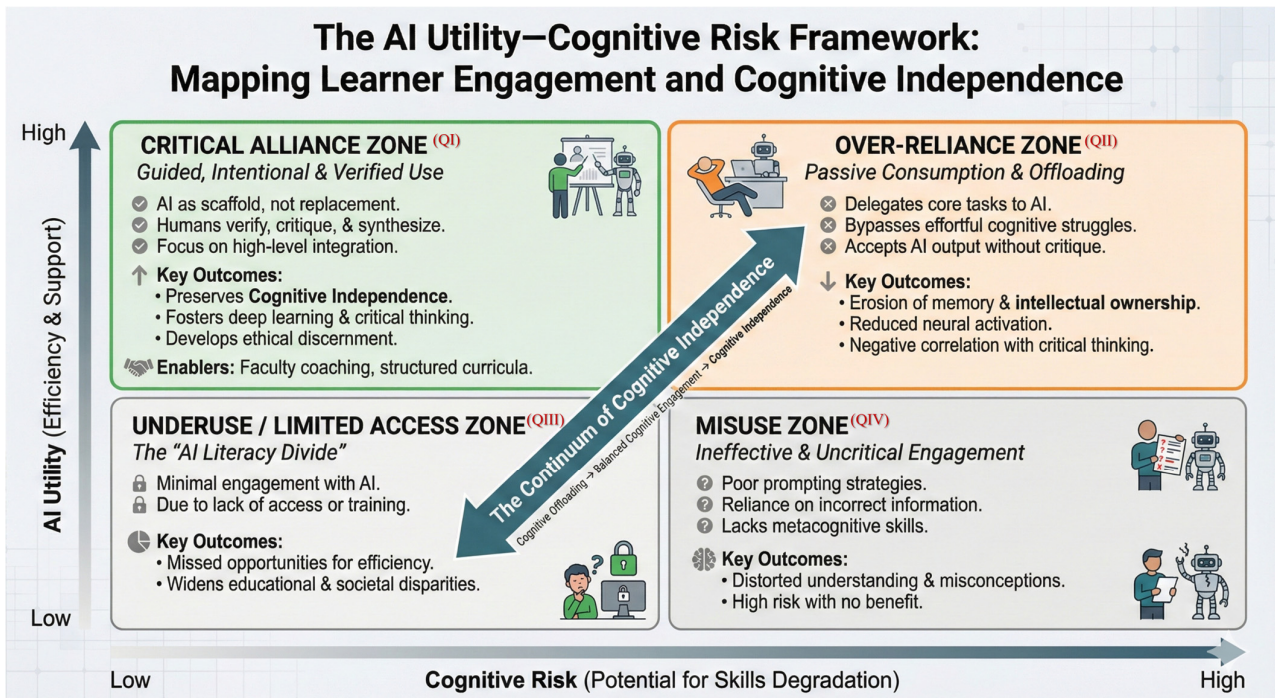 The AI Utility—Cognitive Risk Framework:
Mapping Learner Engagement and Cognitive Independence
High
AI Utility (Efficiency & Support)
Low
CRITICAL ALLIANCE ZONE (QI)
Guided, Intentional & Verified Use
AI as scaffold, not replacement.
Humans verify, critique, & synthesize.
Focus on high-level integration.
Key Outcomes:
• Preserves Cognitive Independence.
• Fosters deep learning & critical thinking.
• Develops ethical discernment.
Enablers: Faculty coaching, structured curricula.
OVER-RELIANCE ZONE (QII)
Passive Consumption & Offloading
Delegates core tasks to AI.
Bypasses effortful cognitive struggles.
Accepts AI output without critique.
Key Outcomes:
• Erosion of memory & intellectual ownership.
• Reduced neural activation.
• Negative correlation with critical thinking.
The Continuum of Cognitive Independence
Cognitive Offloading → Balanced Cognitive Engagement → Cognitive Independence
UNDERUSE / LIMITED ACCESS ZONE (QIII)
The “AI Literacy Divide”
Minimal engagement with AI.
Due to lack of access or training.
Key Outcomes:
• Missed opportunities for efficiency.
• Widens educational & societal disparities.
?
MISUSE ZONE (QIV)
Ineffective & Uncritical Engagement
? Poor prompting strategies.
? Reliance on incorrect information.
? Lacks metacognitive skills.
Key Outcomes:
• Distorted understanding & misconceptions.
• High risk with no benefit.
Low
Cognitive Risk (Potential for Skills Degradation)
High